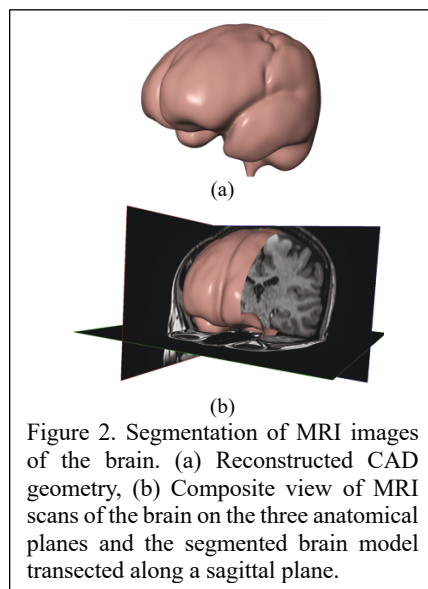 (a)
(b)
Figure 2. Segmentation of MRI images
of the brain. (a) Reconstructed CAD
geometry, (b) Composite view of MRI
scans of the brain on the three anatomical
planes and the segmented brain model
transected along a sagittal plane.